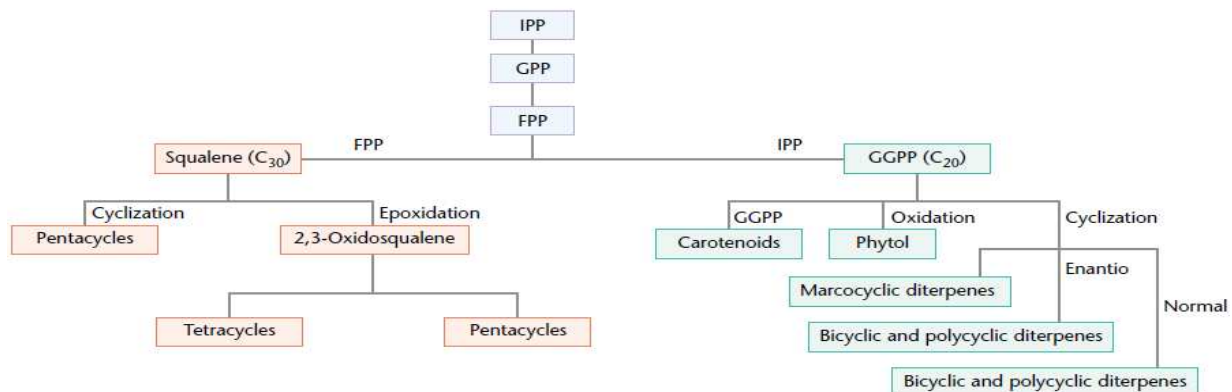 IPP
GPP
FPP
FPP IPP
Squalene (C30) GGPP (C20)
Cyclization Epoxidation GGPP Oxidation Cyclization
Pentacycles 2,3-Oxidosqualene Carotenoids Phytol
Enantio
Marcocyclic diterpenes
Normal
Tetracycles Pentacycles Bicyclic and polycyclic diterpenes
Bicyclic and polycyclic diterpenes